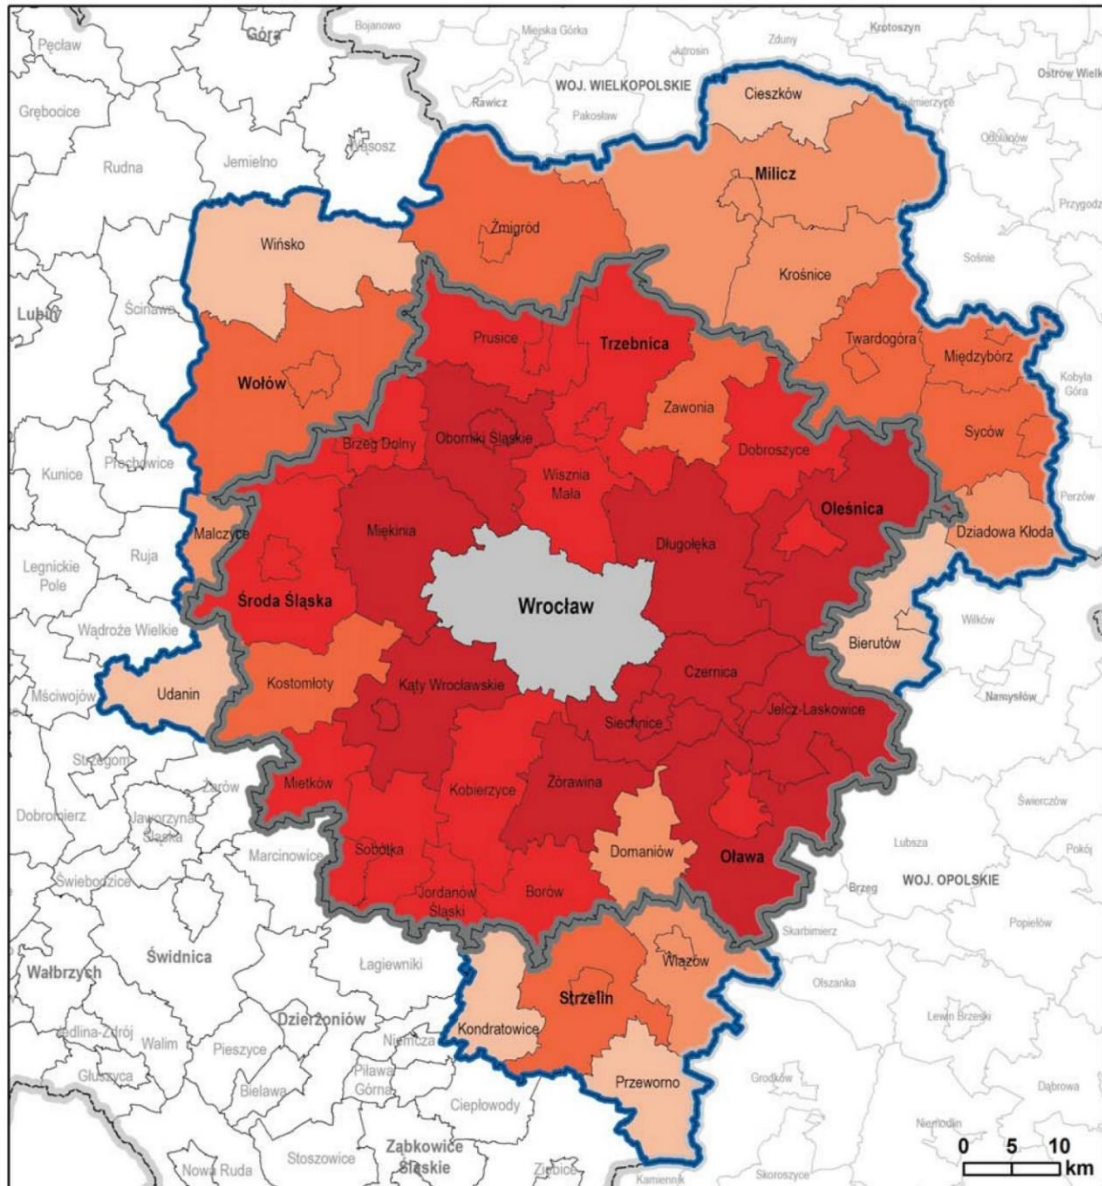 Góra
Pęcław
Bojanowo
Miejska Górka
Zduny
Krotoszyn
Jutrosin
Ostrów Wielk
WOJ. WIELKOPOLSKIE
Cieszków
Rawicz
Pakosław
Grębocice
Odolanów
Wąsosz
Rudna
Jemielno
Milicz
Przygodz
Żmigród
Wińsko
Sośnie
Krośnice
Ścinawa
Lubin
Prusice
Trzebnica
Twardogóra
Międzybórz
Kobyla
Góra
Wołów
Zawonia
Syców
Brzeg Dolny
Oborniki Śląskie
Dobroszyce
Kunice
Prochowice
Wisznia
Mała
Perzów
Oleśnica
Malczyce
Miękinia
Długołęka
Dziadowa Kłoda
Ruja
Legnickie
Pole
Środa Śląska
Wrocław
Wilków
Wądroże Wielkie
Bierutów
Czernica
Udanin
Kostomłoty
Kąty Wrocławskie
Mściwojów
Namysłów
Siechnice
Jelcz-Laskowice
Strzegom
Mietków
Kobierzyce
Żórawina
Żarów
Świerczów
Dobromierz
Jaworzyna
Śląska
Lubsza
Marcinowice
Sobótka
Domaniów
Oława
Pokój
Świebodzice
WOJ. OPOLSKIE
Jordanów
Śląski
Borów
Brzeg
Popielów
Skarbimierz
Świdnica
Wałbrzych
Łagiewniki
Wiązów
Olszanka
Strzelin
Dzierżoniów
Lewin Brzeski
Jedlina-Zdrój
Walim
Niemcza
Kondratowice
Pieszyce
Głuszyca
Piława
Górna
Przeworno
Bielawa
Grodków
Dąbrowa
Ciepłowody
Niemodlin
Ząbkowice
Śląskie
Stoszowice
Nowa Ruda
Ziębice
Kamiennik
Skoroszyce
0 5 10
km